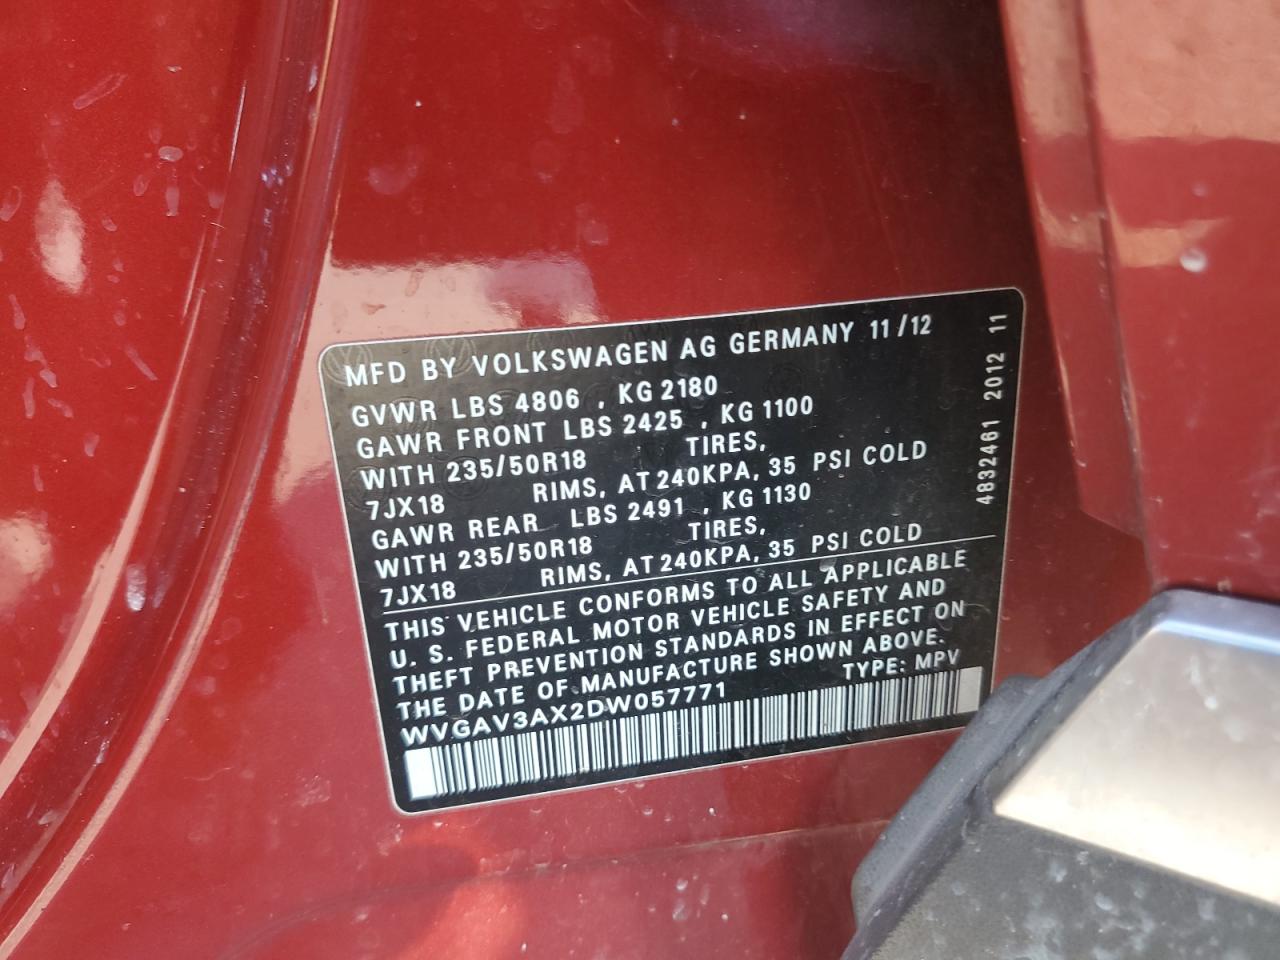 MFD BY VOLKSWAGEN AG GERMANY 11/12
GVWR LBS 4806 , KG 2180
GAWR FRONT LBS 2425 , KG 1100
WITH 235/50R18 TIRES,
7JX18 RIMS, AT 240KPA, 35 PSI COLD
GAWR REAR LBS 2491 , KG 1130
WITH 235/50R18 TIRES,
7JX18 RIMS, AT 240KPA, 35 PSI COLD
THIS VEHICLE CONFORMS TO ALL APPLICABLE
U. S. FEDERAL MOTOR VEHICLE SAFETY AND
THEFT PREVENTION STANDARDS IN EFFECT ON
THE DATE OF MANUFACTURE SHOWN ABOVE.
WVGAV3AX2DW057771 TYPE: MPV
4832461 2012 11